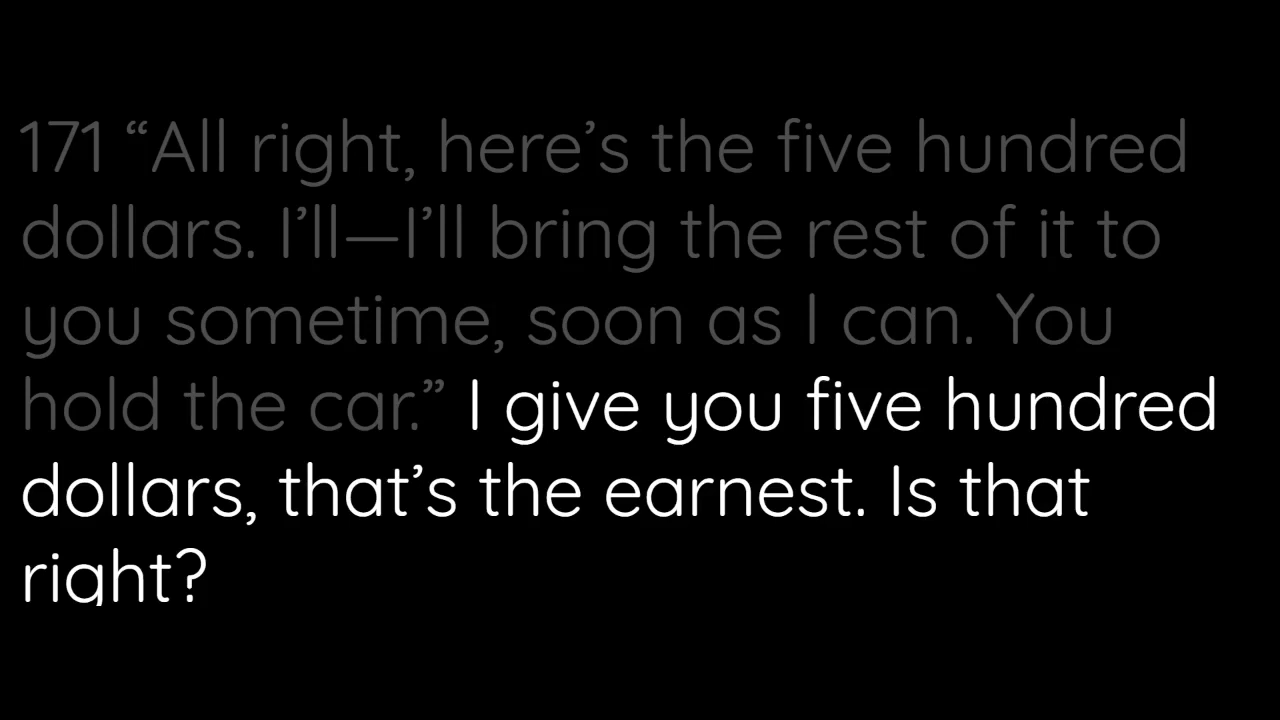 171 “All right, here’s the five hundred
dollars. I’ll—I’ll bring the rest of it to
you sometime, soon as I can. You
hold the car.” I give you five hundred
dollars, that’s the earnest. Is that
right?